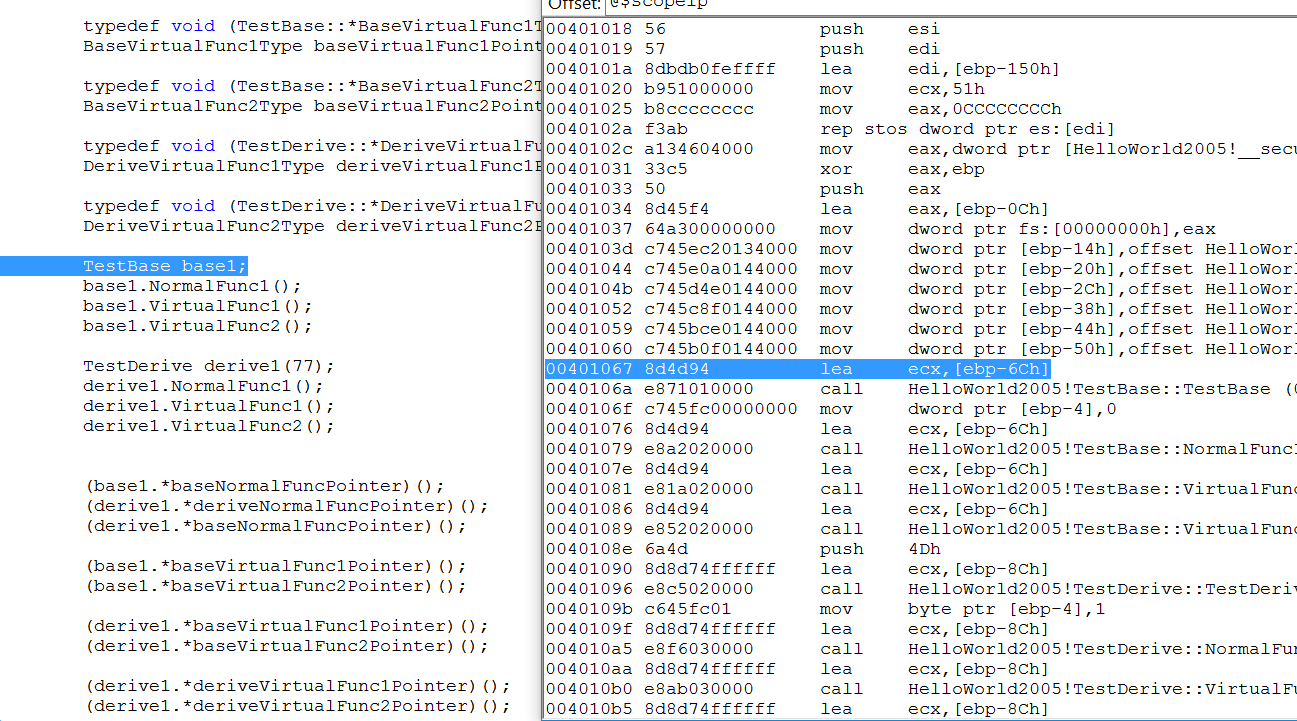 typedef void (TestBase::*BaseVirtualFunc1T
BaseVirtualFunc1Type baseVirtualFunc1Point
typedef void (TestBase::*BaseVirtualFunc2T
BaseVirtualFunc2Type baseVirtualFunc2Point
typedef void (TestDerive::*DeriveVirtualFu
DeriveVirtualFunc1Type deriveVirtualFunc1
typedef void (TestDerive::*DeriveVirtualFu
DeriveVirtualFunc2Type deriveVirtualFunc2
TestBase base1;
base1.NormalFunc1();
base1.VirtualFunc1();
base1.VirtualFunc2();
TestDerive derive1(77);
derive1.NormalFunc1();
derive1.VirtualFunc1();
derive1.VirtualFunc2();
(base1.*baseNormalFuncPointer)();
(derive1.*deriveNormalFuncPointer)();
(derive1.*baseNormalFuncPointer)();
(base1.*baseVirtualFunc1Pointer)();
(base1.*baseVirtualFunc2Pointer)();
(derive1.*baseVirtualFunc1Pointer)();
(derive1.*baseVirtualFunc2Pointer)();
(derive1.*deriveVirtualFunc1Pointer)();
(derive1.*deriveVirtualFunc2Pointer)();
Offset: @$scopeip
00401018 56 push esi
00401019 57 push edi
0040101a 8dbdb0feffff lea edi,[ebp-150h]
00401020 b951000000 mov ecx,51h
00401025 b8cccccccc mov eax,0CCCCCCCCh
0040102a f3ab rep stos dword ptr es:[edi]
0040102c a134604000 mov eax,dword ptr [HelloWorld2005!__secu
00401031 33c5 xor eax,ebp
00401033 50 push eax
00401034 8d45f4 lea eax,[ebp-0Ch]
00401037 64a300000000 mov dword ptr fs:[00000000h],eax
0040103d c745ec20134000 mov dword ptr [ebp-14h],offset HelloWorl
00401044 c745e0a0144000 mov dword ptr [ebp-20h],offset HelloWorl
0040104b c745d4e0144000 mov dword ptr [ebp-2Ch],offset HelloWorl
00401052 c745c8f0144000 mov dword ptr [ebp-38h],offset HelloWorl
00401059 c745bce0144000 mov dword ptr [ebp-44h],offset HelloWorl
00401060 c745b0f0144000 mov dword ptr [ebp-50h],offset HelloWorl
00401067 8d4d94 lea ecx,[ebp-6Ch]
0040106a e871010000 call HelloWorld2005!TestBase::TestBase (0
0040106f c745fc00000000 mov dword ptr [ebp-4],0
00401076 8d4d94 lea ecx,[ebp-6Ch]
00401079 e8a2020000 call HelloWorld2005!TestBase::NormalFunc1
0040107e 8d4d94 lea ecx,[ebp-6Ch]
00401081 e81a020000 call HelloWorld2005!TestBase::VirtualFunc
00401086 8d4d94 lea ecx,[ebp-6Ch]
00401089 e852020000 call HelloWorld2005!TestBase::VirtualFunc
0040108e 6a4d push 4Dh
00401090 8d8d74ffffff lea ecx,[ebp-8Ch]
00401096 e8c5020000 call HelloWorld2005!TestDerive::TestDeriv
0040109b c645fc01 mov byte ptr [ebp-4],1
0040109f 8d8d74ffffff lea ecx,[ebp-8Ch]
004010a5 e8f6030000 call HelloWorld2005!TestDerive::NormalFun
004010aa 8d8d74ffffff lea ecx,[ebp-8Ch]
004010b0 e8ab030000 call HelloWorld2005!TestDerive::VirtualFu
004010b5 8d8d74ffffff lea ecx,[ebp-8Ch]